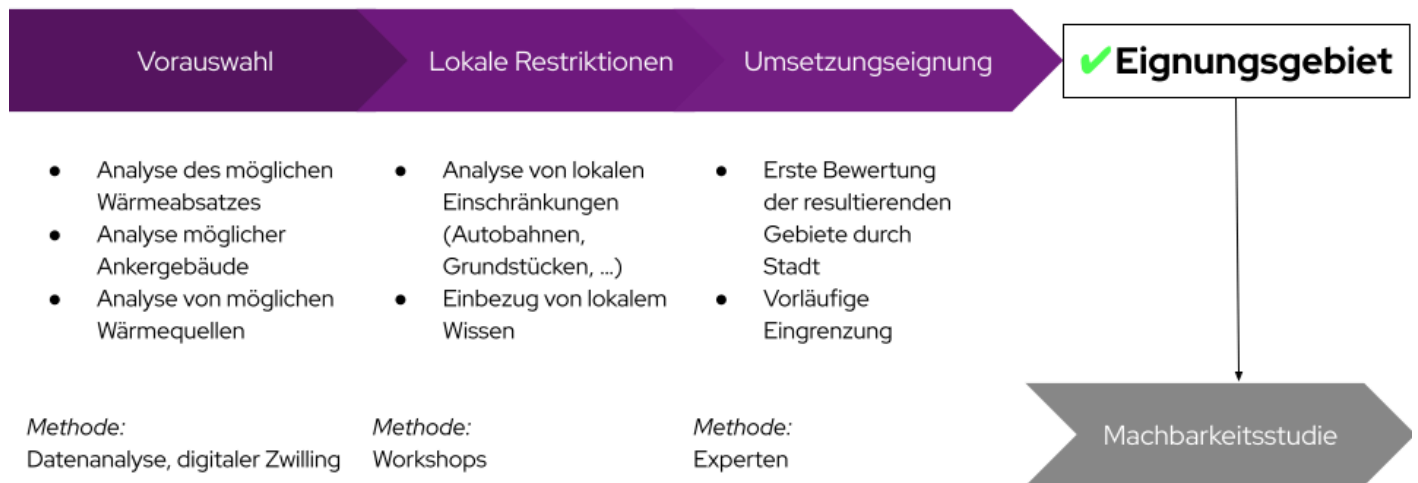 Vorauswahl
Lokale Restriktionen
Umsetzungseignung
✔Eignungsgebiet
● Analyse des möglichen
Wärmeabsatzes
● Analyse möglicher
Ankergebäude
● Analyse von möglichen
Wärmequellen
● Analyse von lokalen
Einschränkungen
(Autobahnen,
Grundstücken, ...)
● Einbezug von lokalem
Wissen
● Erste Bewertung
der resultierenden
Gebiete durch
Stadt
● Vorläufige
Eingrenzung
Methode:
Datenanalyse, digitaler Zwilling
Methode:
Workshops
Methode:
Experten
Machbarkeitsstudie